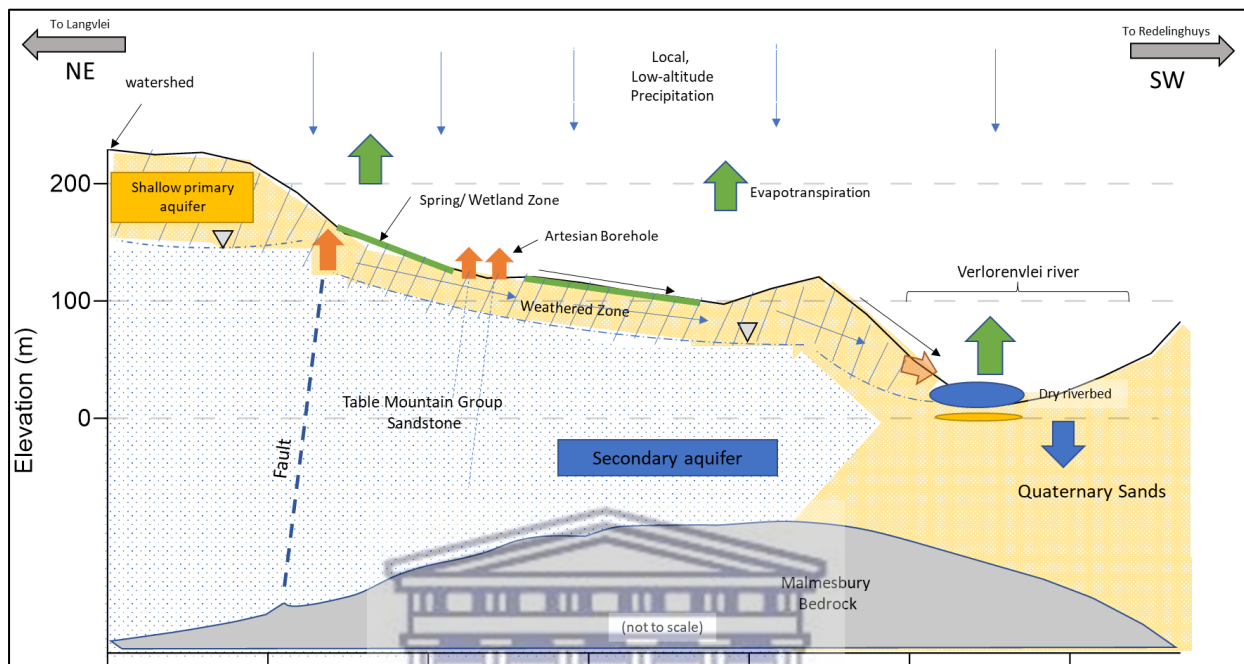 To Langvlei
NE
To Redelinghuys
SW
watershed
Local,
Low-altitude
Precipitation
200
Shallow primary
aquifer
Spring/ Wetland Zone
Evapotranspiration
Artesian Borehole
Verlorenvlei river
100
Weathered Zone
Elevation (m)
0
Table Mountain Group
Sandstone
Dry riverbed
Fault
Secondary aquifer
Quaternary Sands
Malmesbury
Bedrock
(not to scale)